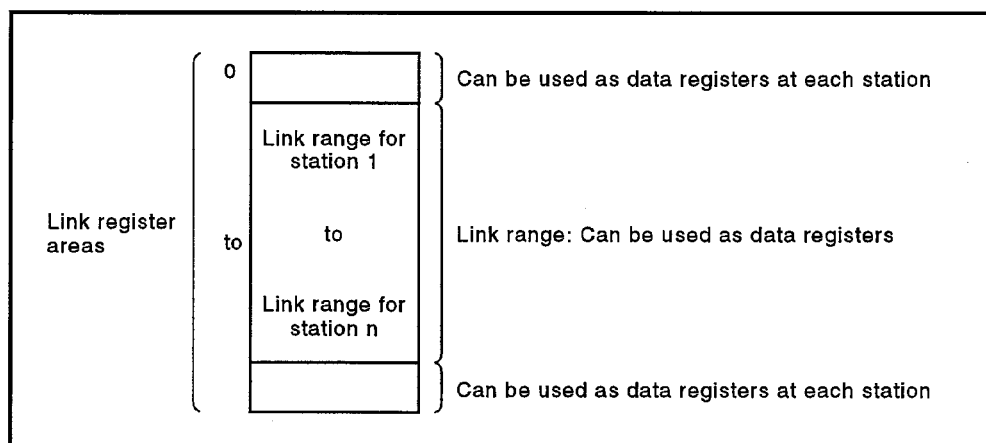 0
Can be used as data registers at each station
Link range for
station 1
Link register
areas
to
to
Link range: Can be used as data registers
Link range for
station n
Can be used as data registers at each station